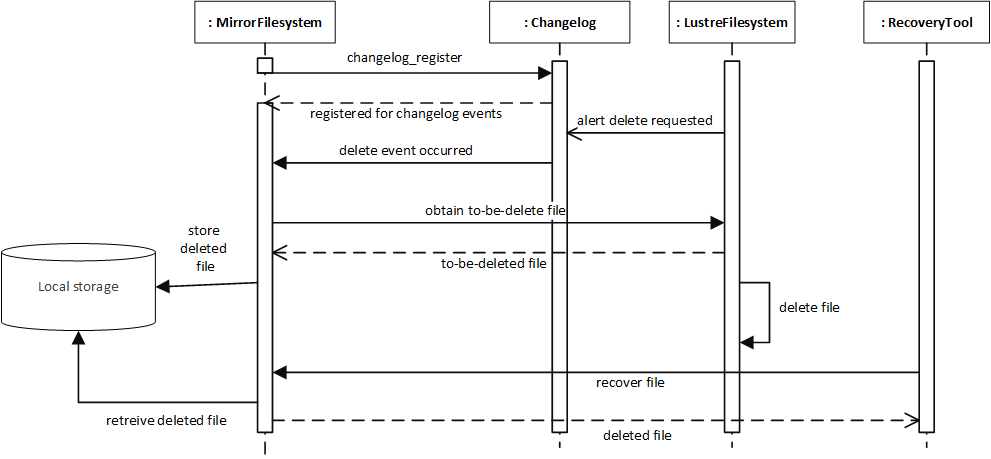 : MirrorFilesystem
: Changelog
: LustreFilesystem
: RecoveryTool
changelog_register
registered for changelog events
alert delete requested
delete event occurred
obtain to-be-delete file
store
deleted
file
to-be-deleted file
Local storage
delete file
recover file
retreive deleted file
deleted file